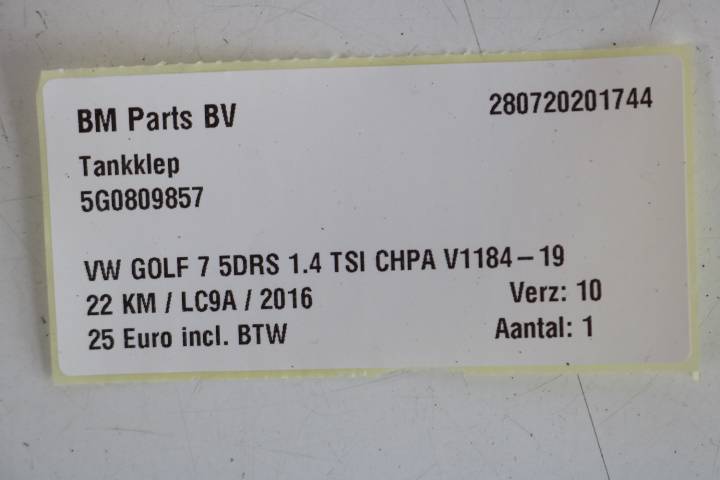 BM Parts BV 280720201744
Tankklep
5G0809857
VW GOLF 7 5DRS 1.4 TSI CHPA V1184-19
22 KM / LC9A / 2016 Verz: 10
25 Euro incl. BTW Aantal: 1